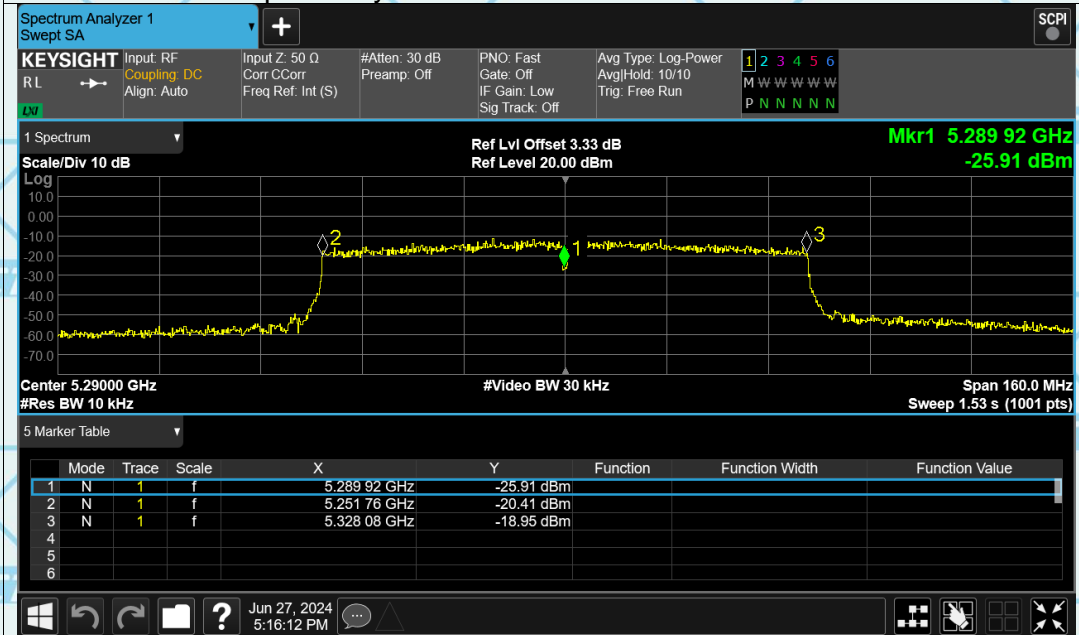 Spectrum Analyzer 1
Swept SA
+
SCPI
KEYSIGHT Input: RF Input Z: 50 Ω #Atten: 30 dB PNO: Fast Avg Type: Log-Power 1 2 3 4 5 6
RL Coupling: DC Corr CCorr Preamp: Off Gate: Off Avg|Hold: 10/10 M W W W W W
Align: Auto Freq Ref: Int (S) IF Gain: Low Trig: Free Run
LXI Sig Track: Off P N N N N N
1 Spectrum
Ref Lvl Offset 3.33 dB Mkr1 5.289 92 GHz
Scale/Div 10 dB Ref Level 20.00 dBm -25.91 dBm
Log
10.0
0.00
-10.0
-20.0
-30.0
-40.0
-50.0
-60.0
-70.0
2
1
3
Center 5.29000 GHz #Video BW 30 kHz Span 160.0 MHz
#Res BW 10 kHz Sweep 1.53 s (1001 pts)
5 Marker Table
Mode Trace Scale X Y Function Function Width Function Value
1 N 1 f 5.289 92 GHz -25.91 dBm
2 N 1 f 5.251 76 GHz -20.41 dBm
3 N 1 f 5.328 08 GHz -18.95 dBm
4
5
6
? Jun 27, 2024
5:16:12 PM